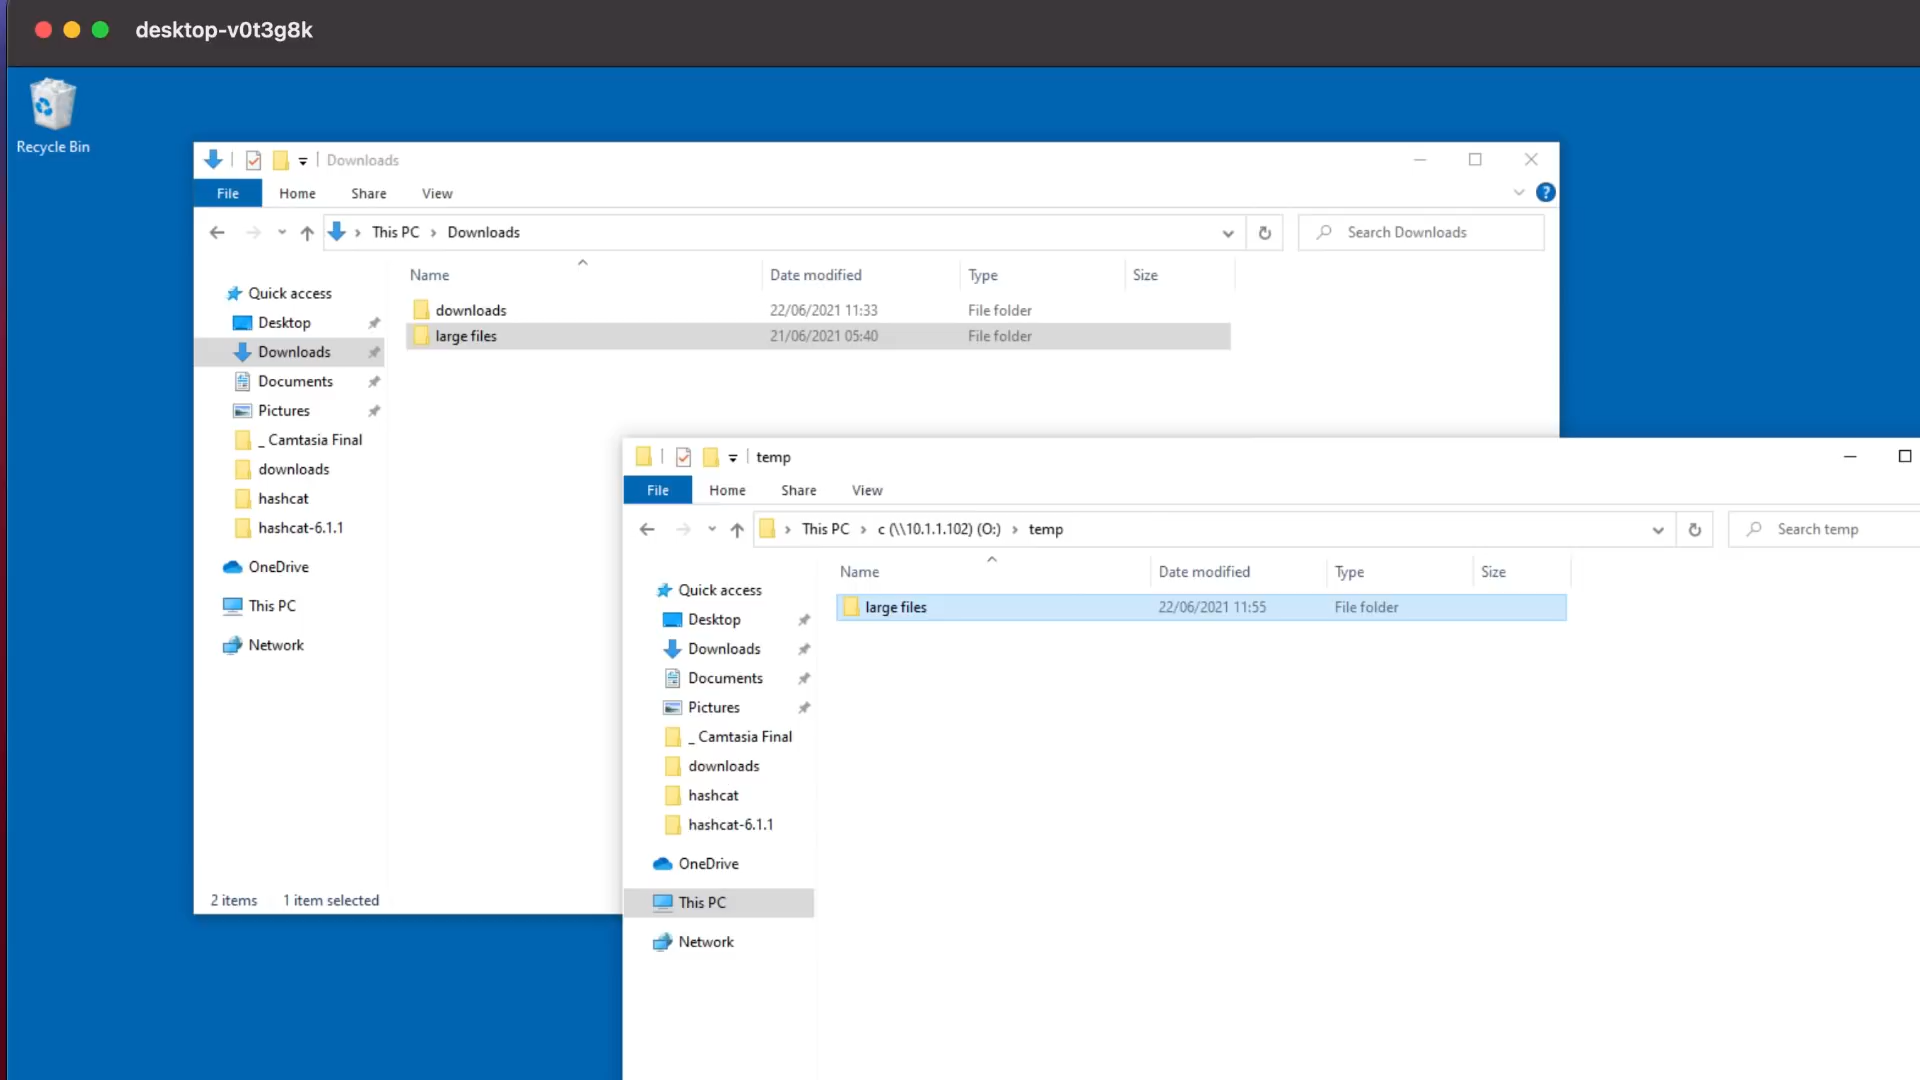 desktop-v0t3g8k
Recycle Bin
Downloads
File Home Share View
This PC > Downloads
Search Downloads
Name Date modified Type Size
downloads 22/06/2021 11:33 File folder
large files 21/06/2021 05:40 File folder
Quick access
Desktop
Downloads
Documents
Pictures
_ Camtasia Final
downloads
hashcat
hashcat-6.1.1
OneDrive
This PC
Network
2 items 1 item selected
temp
File Home Share View
This PC > c (\\10.1.1.102) (O:) > temp
Search temp
Name Date modified Type Size
large files 22/06/2021 11:55 File folder
Quick access
Desktop
Downloads
Documents
Pictures
_ Camtasia Final
downloads
hashcat
hashcat-6.1.1
OneDrive
This PC
Network